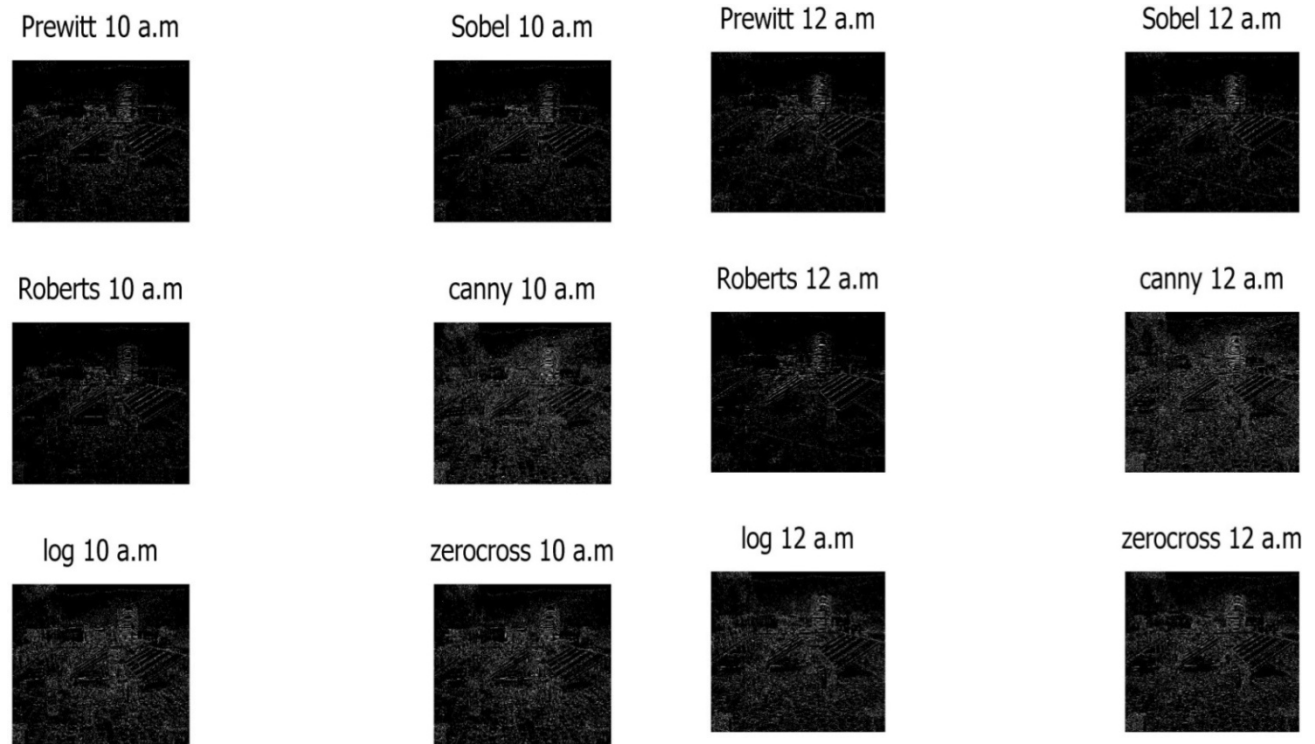 Prewitt 10 a.m
Sobel 10 a.m
Prewitt 12 a.m
Sobel 12 a.m
Roberts 10 a.m
canny 10 a.m
Roberts 12 a.m
canny 12 a.m
log 10 a.m
zerocross 10 a.m
log 12 a.m
zerocross 12 a.m